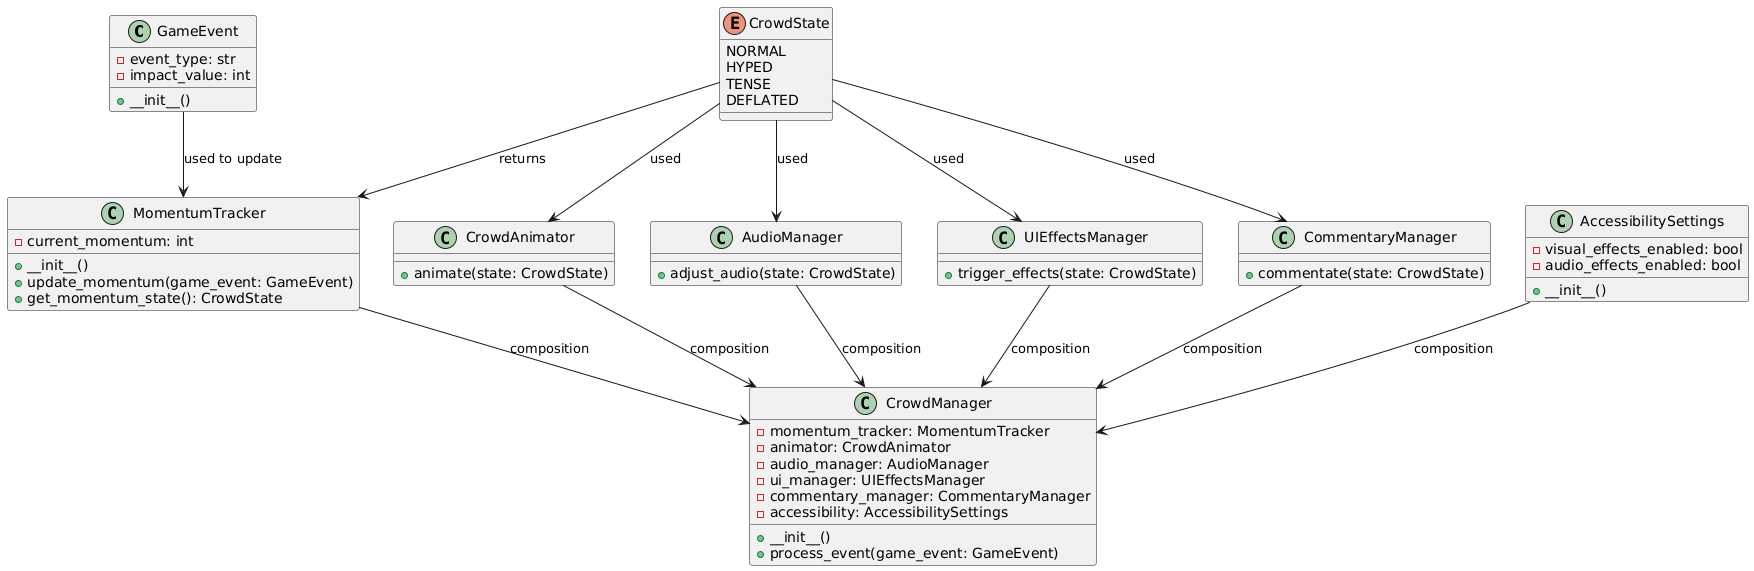 C GameEvent
event_type: str
impact_value: int
__init__()
E CrowdState
NORMAL
HYPED
TENSE
DEFLATED
used to update
returns
used
used
used
used
C MomentumTracker
current_momentum: int
__init__()
update_momentum(game_event: GameEvent)
get_momentum_state(): CrowdState
C CrowdAnimator
animate(state: CrowdState)
C AudioManager
adjust_audio(state: CrowdState)
C UIEffectsManager
trigger_effects(state: CrowdState)
C CommentaryManager
commentate(state: CrowdState)
C AccessibilitySettings
visual_effects_enabled: bool
audio_effects_enabled: bool
__init__()
composition
composition
composition
composition
composition
composition
C CrowdManager
momentum_tracker: MomentumTracker
animator: CrowdAnimator
audio_manager: AudioManager
ui_manager: UIEffectsManager
commentary_manager: CommentaryManager
accessibility: AccessibilitySettings
__init__()
process_event(game_event: GameEvent)